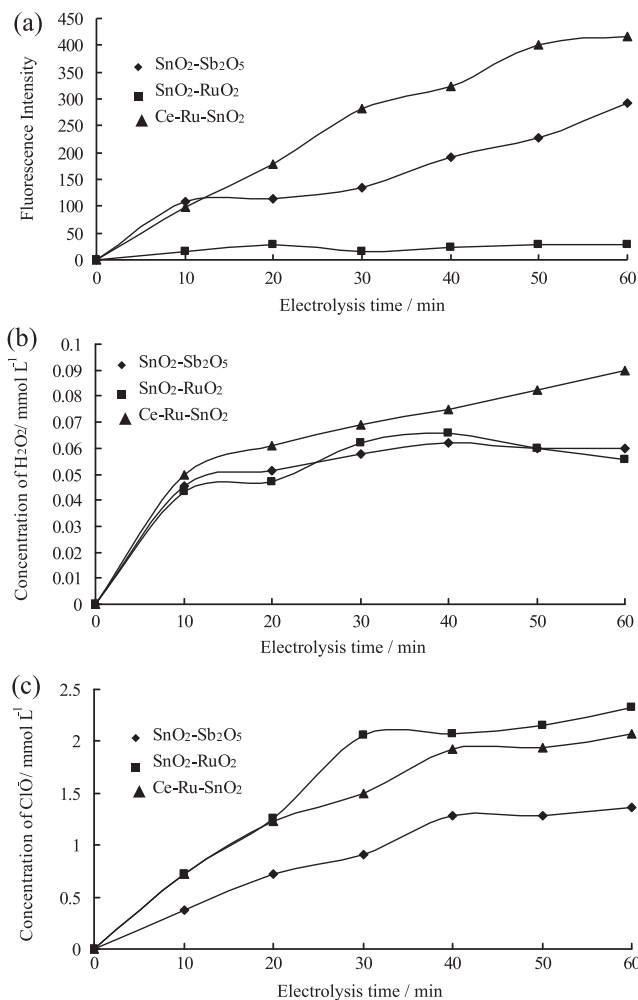 (a)
450
400
350
300
250
200
150
100
50
0
Fluorescence Intensity
SnO₂-Sb₂O₅
SnO₂-RuO₂
Ce-Ru-SnO₂
0 10 20 30 40 50 60
Electrolysis time / min
(b)
0.1
0.09
0.08
0.07
0.06
0.05
0.04
0.03
0.02
0.01
0
Concentration of H₂O₂/ mmol L⁻¹
SnO₂-Sb₂O₅
SnO₂-RuO₂
Ce-Ru-SnO₂
0 10 20 30 40 50 60
Electrolysis time / min
(c)
2.5
2
1.5
1
0.5
0
Concentration of ClŌ/ mmol L⁻¹
SnO₂-Sb₂O₅
SnO₂-RuO₂
Ce-Ru-SnO₂
0 10 20 30 40 50 60
Electrolysis time / min